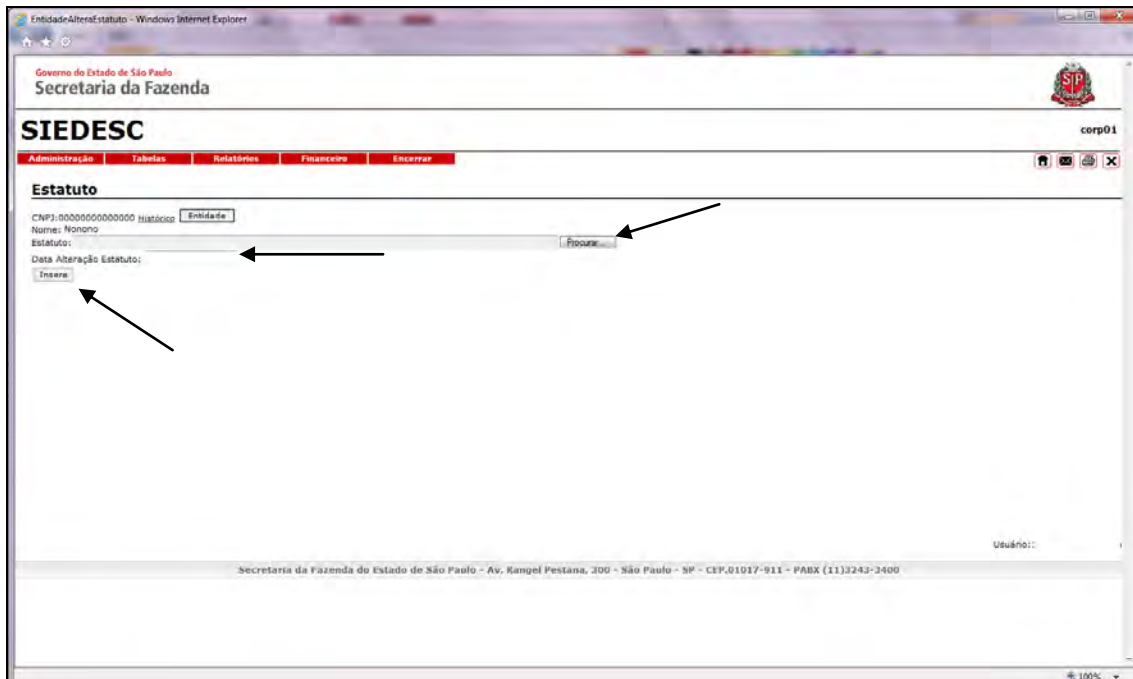 EntidadeAlteraEstatuto - Windows Internet Explorer
Governo do Estado de São Paulo
Secretaria da Fazenda
SIEDESC
corp01
Administração Tabelas Relatórios Financeiro Encerrar
Estatuto
CNPJ:00000000000000 Histórico Entidade
Nome: Nonono
Estatuto: Procurar...
Data Alteração Estatuto:
Insere
Usuário::
Secretaria da Fazenda do Estado de São Paulo - Av. Rangel Pestana, 300 - São Paulo - SP - CEP.01017-911 - PABX (11)3243-3400
100%